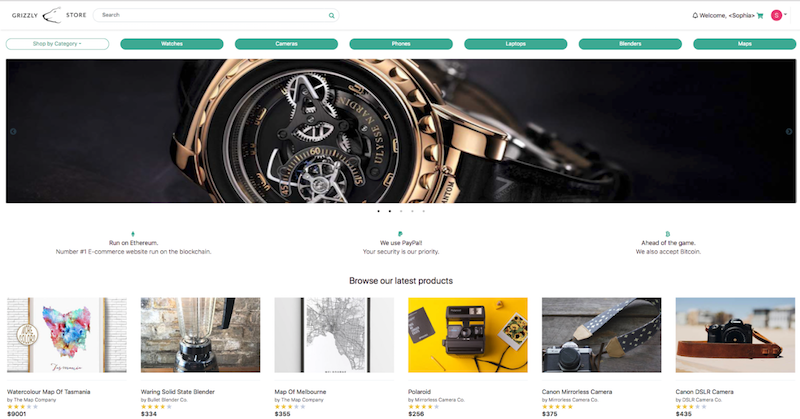 GRIZZLY STORE
Search
Welcome, <Sophia>
S
Shop by Category
Watches
Cameras
Phones
Laptops
Blenders
Maps
ULYSSE NARDIN
60
45
15
Run on Ethereum.
Number #1 E-commerce website run on the blockchain.
We use PayPal!
Your security is our priority.
Ahead of the game.
We also accept Bitcoin.
Browse our latest products
Watercolour Map Of Tasmania
by The Map Company
$9001
Waring Solid State Blender
by Bullet Blender Co.
$334
Map Of Melbourne
by The Map Company
$355
Polaroid
by Mirrorless Camera Co.
$256
Canon Mirrorless Camera
by Mirrorless Camera Co.
$375
Canon DSLR Camera
by DSLR Camera Co.
$435